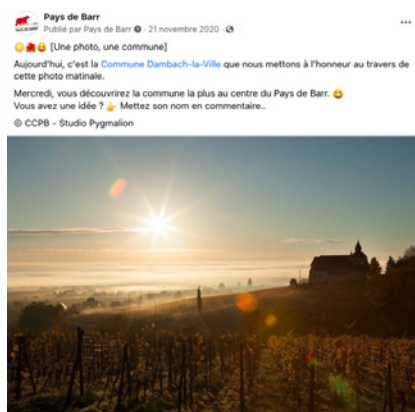 Pays de Barr
Publié par Pays de Barr · 21 novembre 2020 ·
[Une photo, une commune]
Aujourd'hui, c'est la Commune Dambach-la-Ville que nous mettons à l'honneur au travers de
cette photo matinale.
Mercredi, vous découvrirez la commune la plus au centre du Pays de Barr. 😄
Vous avez une idée ? 👉 Mettez son nom en commentaire..
© CCPB - Studio Pygmalion